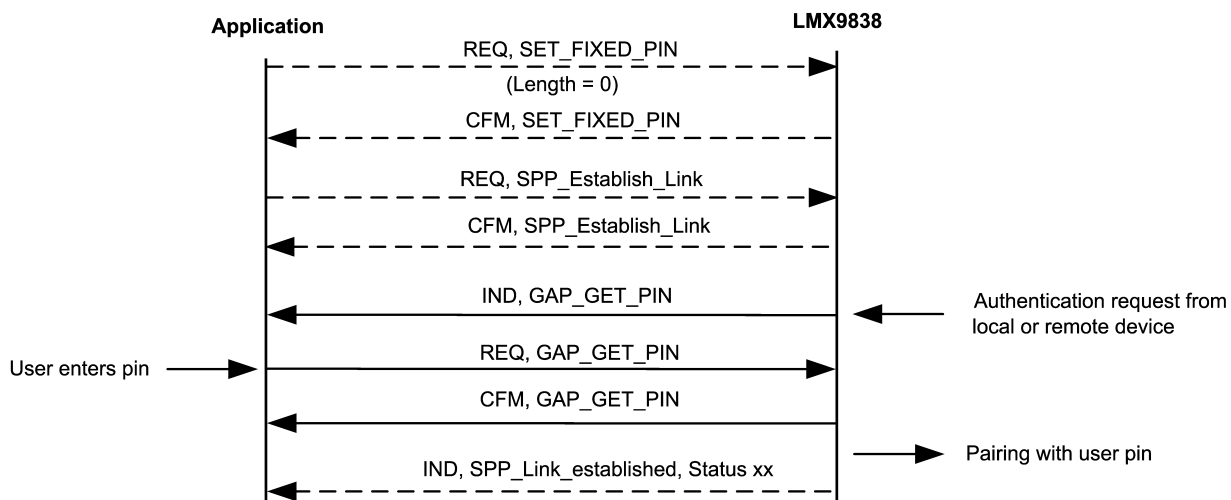 Application
LMX9838
REQ, SET_FIXED_PIN
(Length = 0)
CFM, SET_FIXED_PIN
REQ, SPP_Establish_Link
CFM, SPP_Establish_Link
IND, GAP_GET_PIN
Authentication request from
local or remote device
REQ, GAP_GET_PIN
User enters pin
CFM, GAP_GET_PIN
Pairing with user pin
IND, SPP_Link_established, Status xx